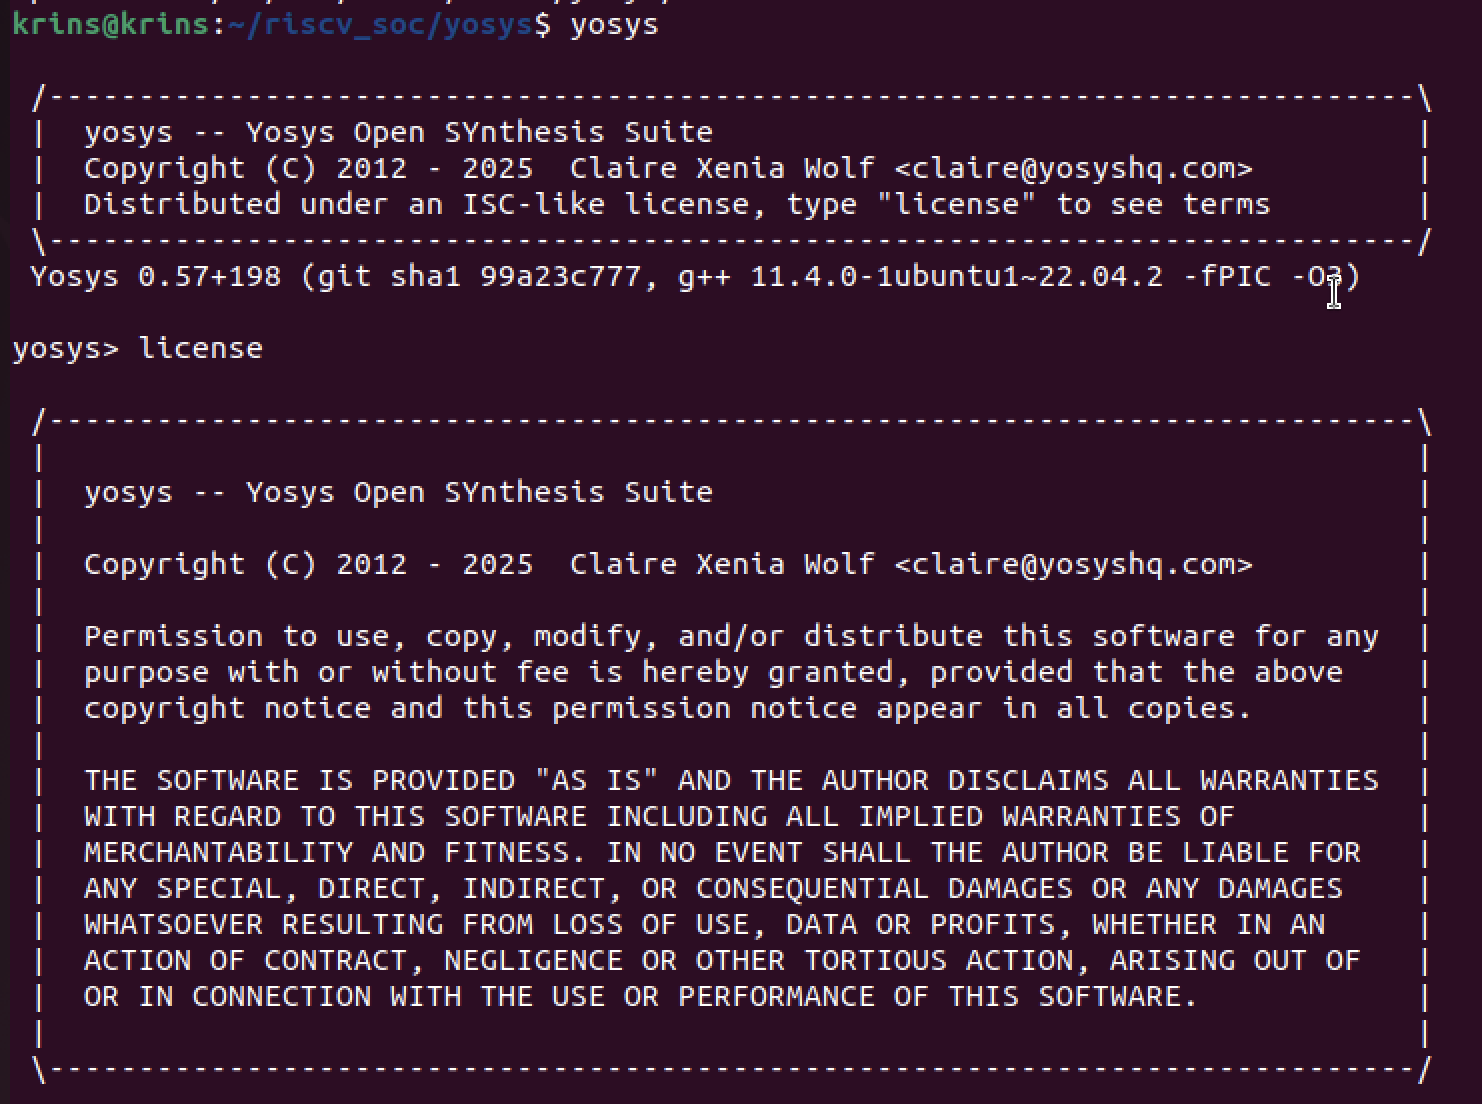 krins@krins:~/riscv_soc/yosys$ yosys
/----------------------------------------------------------------------------\
| yosys -- Yosys Open SYnthesis Suite |
| Copyright (C) 2012 - 2025 Claire Xenia Wolf <claire@yosyshq.com> |
| Distributed under an ISC-like license, type "license" to see terms |
\----------------------------------------------------------------------------/
Yosys 0.57+198 (git sha1 99a23c777, g++ 11.4.0-1ubuntu1~22.04.2 -fPIC -O3)
yosys> license
/----------------------------------------------------------------------------\
| |
| yosys -- Yosys Open SYnthesis Suite |
| |
| Copyright (C) 2012 - 2025 Claire Xenia Wolf <claire@yosyshq.com> |
| |
| Permission to use, copy, modify, and/or distribute this software for any |
| purpose with or without fee is hereby granted, provided that the above |
| copyright notice and this permission notice appear in all copies. |
| |
| THE SOFTWARE IS PROVIDED "AS IS" AND THE AUTHOR DISCLAIMS ALL WARRANTIES |
| WITH REGARD TO THIS SOFTWARE INCLUDING ALL IMPLIED WARRANTIES OF |
| MERCHANTABILITY AND FITNESS. IN NO EVENT SHALL THE AUTHOR BE LIABLE FOR |
| ANY SPECIAL, DIRECT, INDIRECT, OR CONSEQUENTIAL DAMAGES OR ANY DAMAGES |
| WHATSOEVER RESULTING FROM LOSS OF USE, DATA OR PROFITS, WHETHER IN AN |
| ACTION OF CONTRACT, NEGLIGENCE OR OTHER TORTIOUS ACTION, ARISING OUT OF |
| OR IN CONNECTION WITH THE USE OR PERFORMANCE OF THIS SOFTWARE. |
| |
\----------------------------------------------------------------------------/